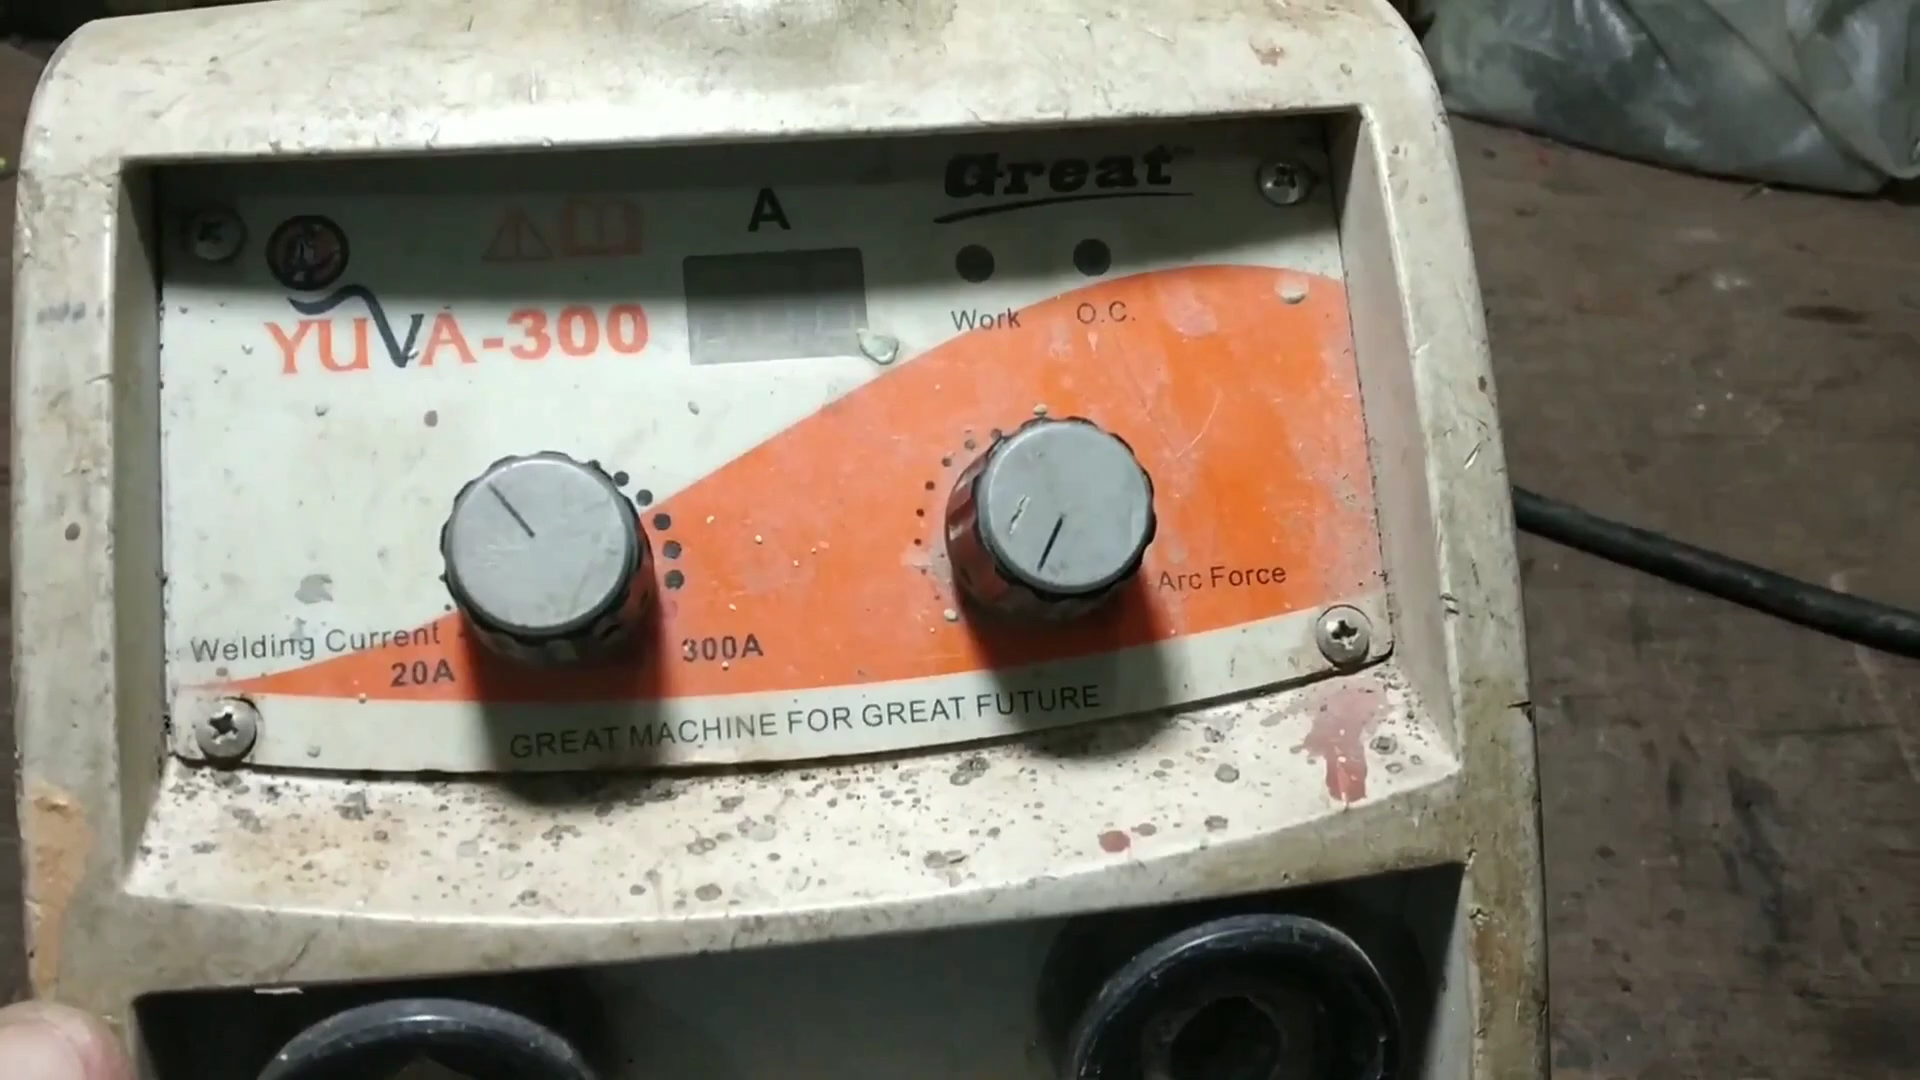 A
Great
YUVA-300
Work
O.C.
Arc Force
Welding Current
20A
300A
GREAT MACHINE FOR GREAT FUTURE